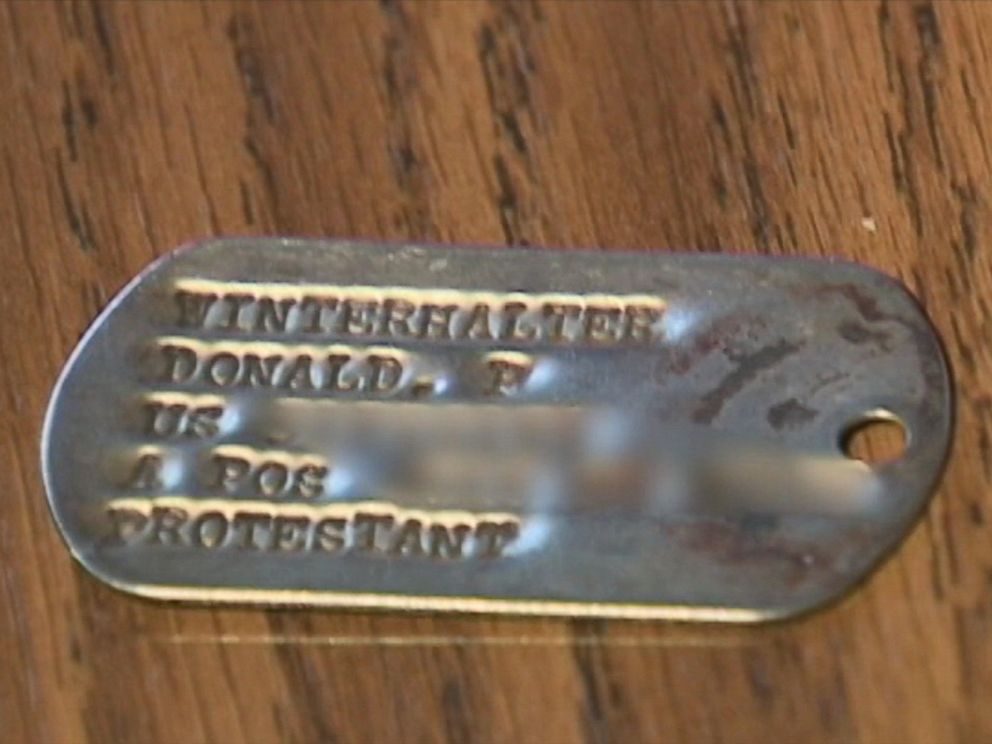 WINTERHALTER
DONALD. F
US
A POS
PROTESTANT